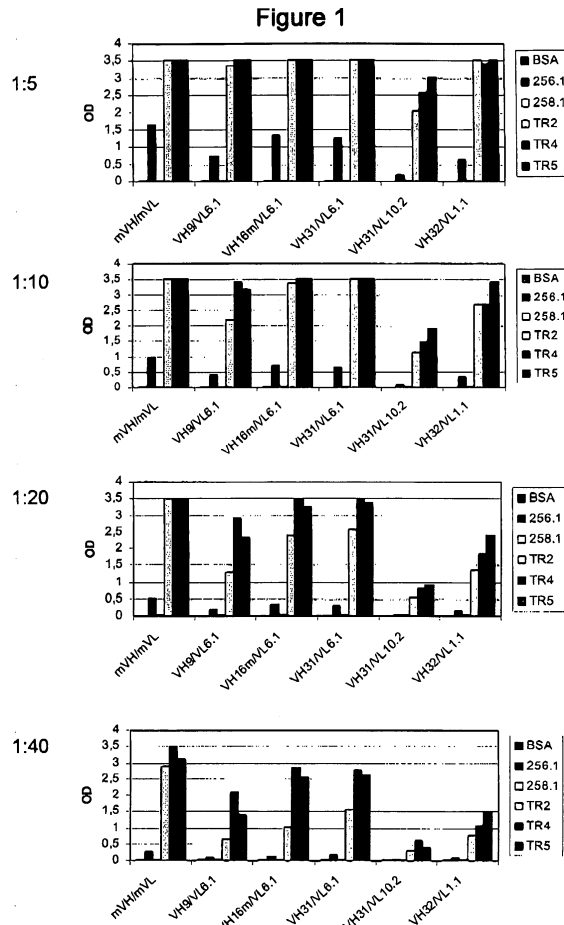 Figure 1
1:5
4
3,5
3
2,5
2
1,5
1
0,5
0
OD
mVH/mVL
VH9/VL6.1
VH16m/VL6.1
VH31/VL6.1
VH31/VL10.2
VH32/VL1.1
BSA
256.1
258.1
TR2
TR4
TR5
1:10
4
3,5
3
2,5
2
1,5
1
0,5
0
OD
mVH/mVL
VH9/VL6.1
VH16m/VL6.1
VH31/VL6.1
VH31/VL10.2
VH32/VL1.1
BSA
256.1
258.1
TR2
TR4
TR5
1:20
4
3,5
3
2,5
2
1,5
1
0,5
0
OD
mVH/mVL
VH9/VL6.1
VH16m/VL6.1
VH31/VL6.1
VH31/VL10.2
VH32/VL1.1
BSA
256.1
258.1
TR2
TR4
TR5
1:40
4
3,5
3
2,5
2
1,5
1
0,5
0
OD
mVH/mVL
VH9/VL6.1
VH16m/VL6.1
VH31/VL6.1
VH31/VL10.2
VH32/VL1.1
BSA
256.1
258.1
TR2
TR4
TR5